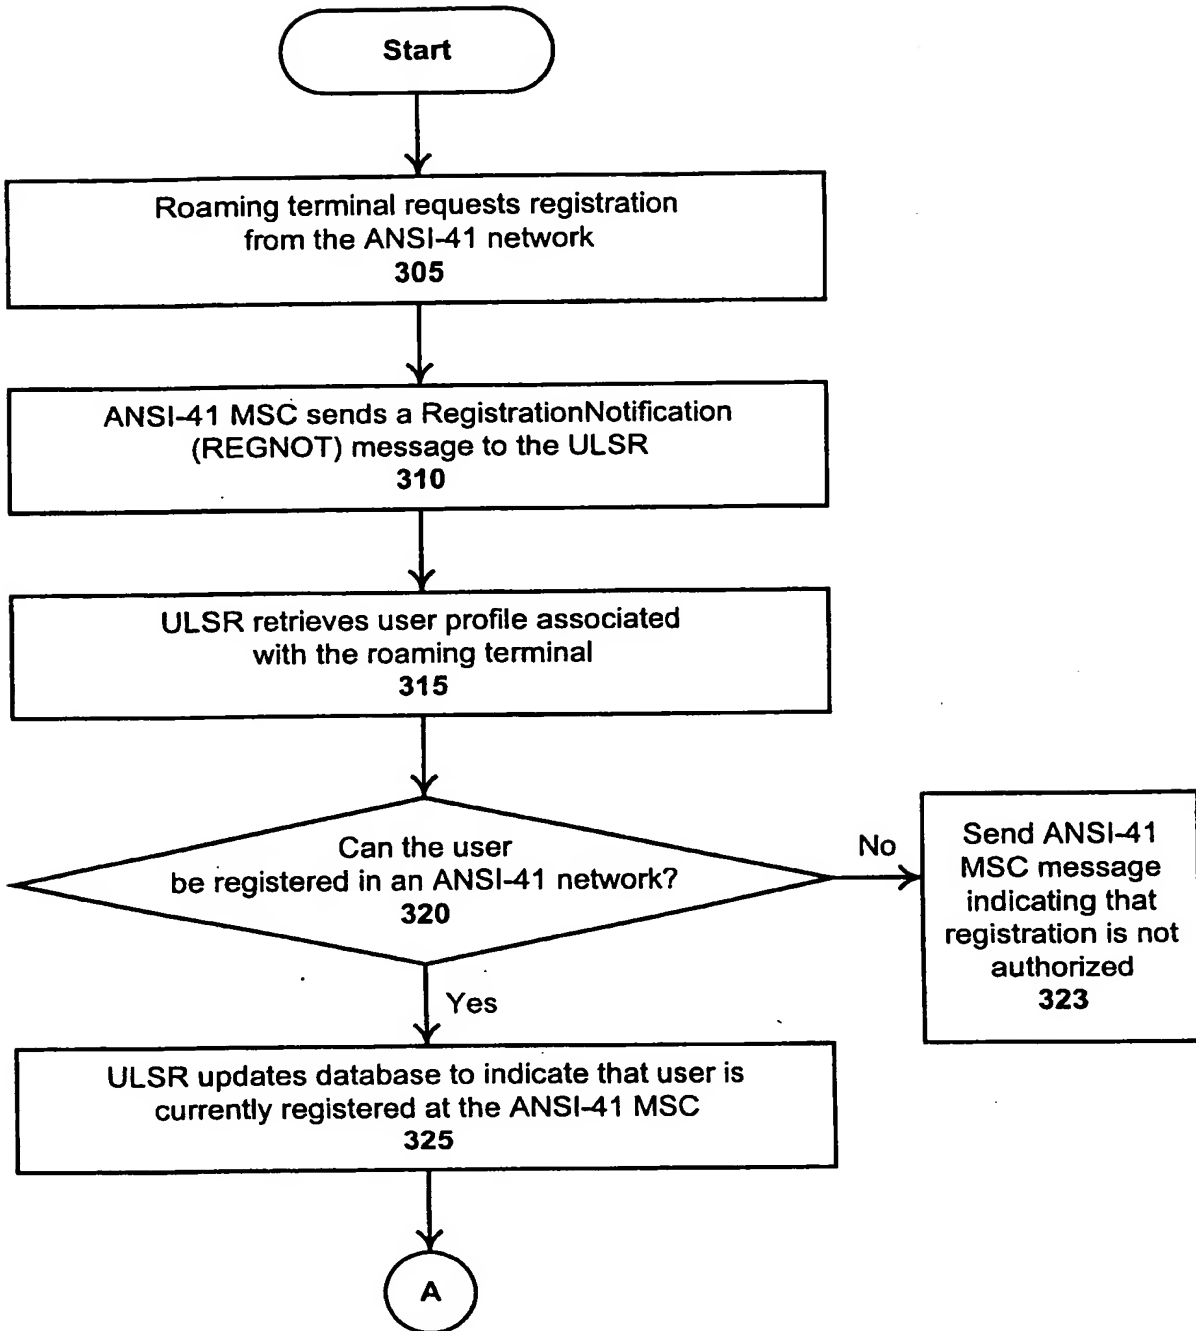 Start
Roaming terminal requests registration
from the ANSI-41 network
305
ANSI-41 MSC sends a RegistrationNotification
(REGNOT) message to the ULSR
310
ULSR retrieves user profile associated
with the roaming terminal
315
Can the user
be registered in an ANSI-41 network?
320
No
Send ANSI-41
MSC message
indicating that
registration is not
authorized
323
Yes
ULSR updates database to indicate that user is
currently registered at the ANSI-41 MSC
325
A